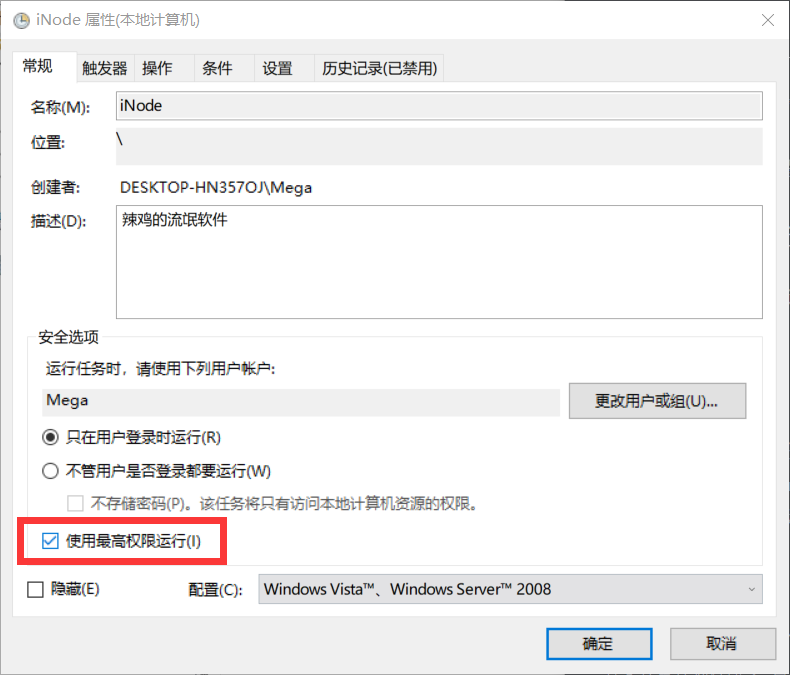 iNode 属性(本地计算机)
常规 触发器 操作 条件 设置 历史记录(已禁用)
名称(M): iNode
位置: \
创建者: DESKTOP-HN357OJ\Mega
描述(D): 辣鸡的流氓软件
安全选项
运行任务时，请使用下列用户帐户:
Mega 更改用户或组(U)...
只在用户登录时运行(R)
不管用户是否登录都要运行(W)
不存储密码(P)。该任务将只有访问本地计算机资源的权限。
使用最高权限运行(I)
隐藏(E) 配置(C): Windows Vista™、Windows Server™ 2008
确定 取消